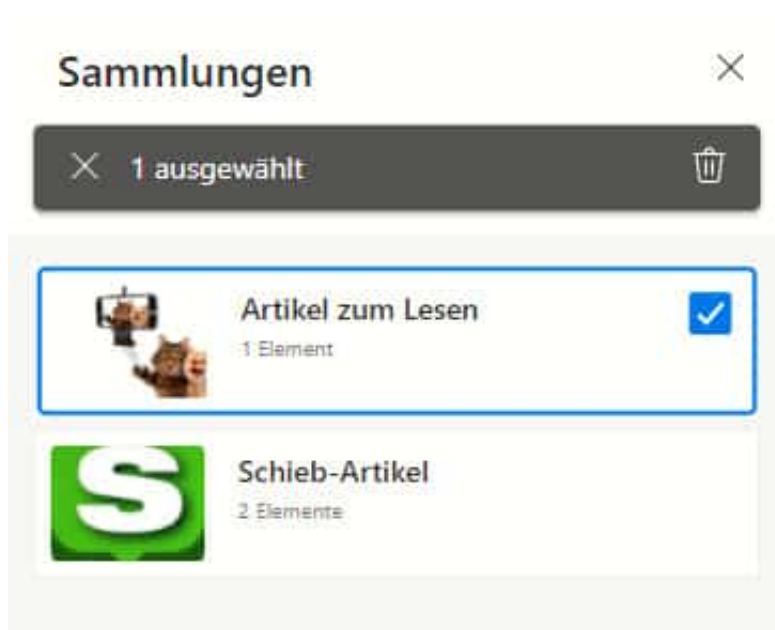 Sammlungen
1 ausgewählt
Artikel zum Lesen
1 Element
S
Schieb-Artikel
2 Elemente